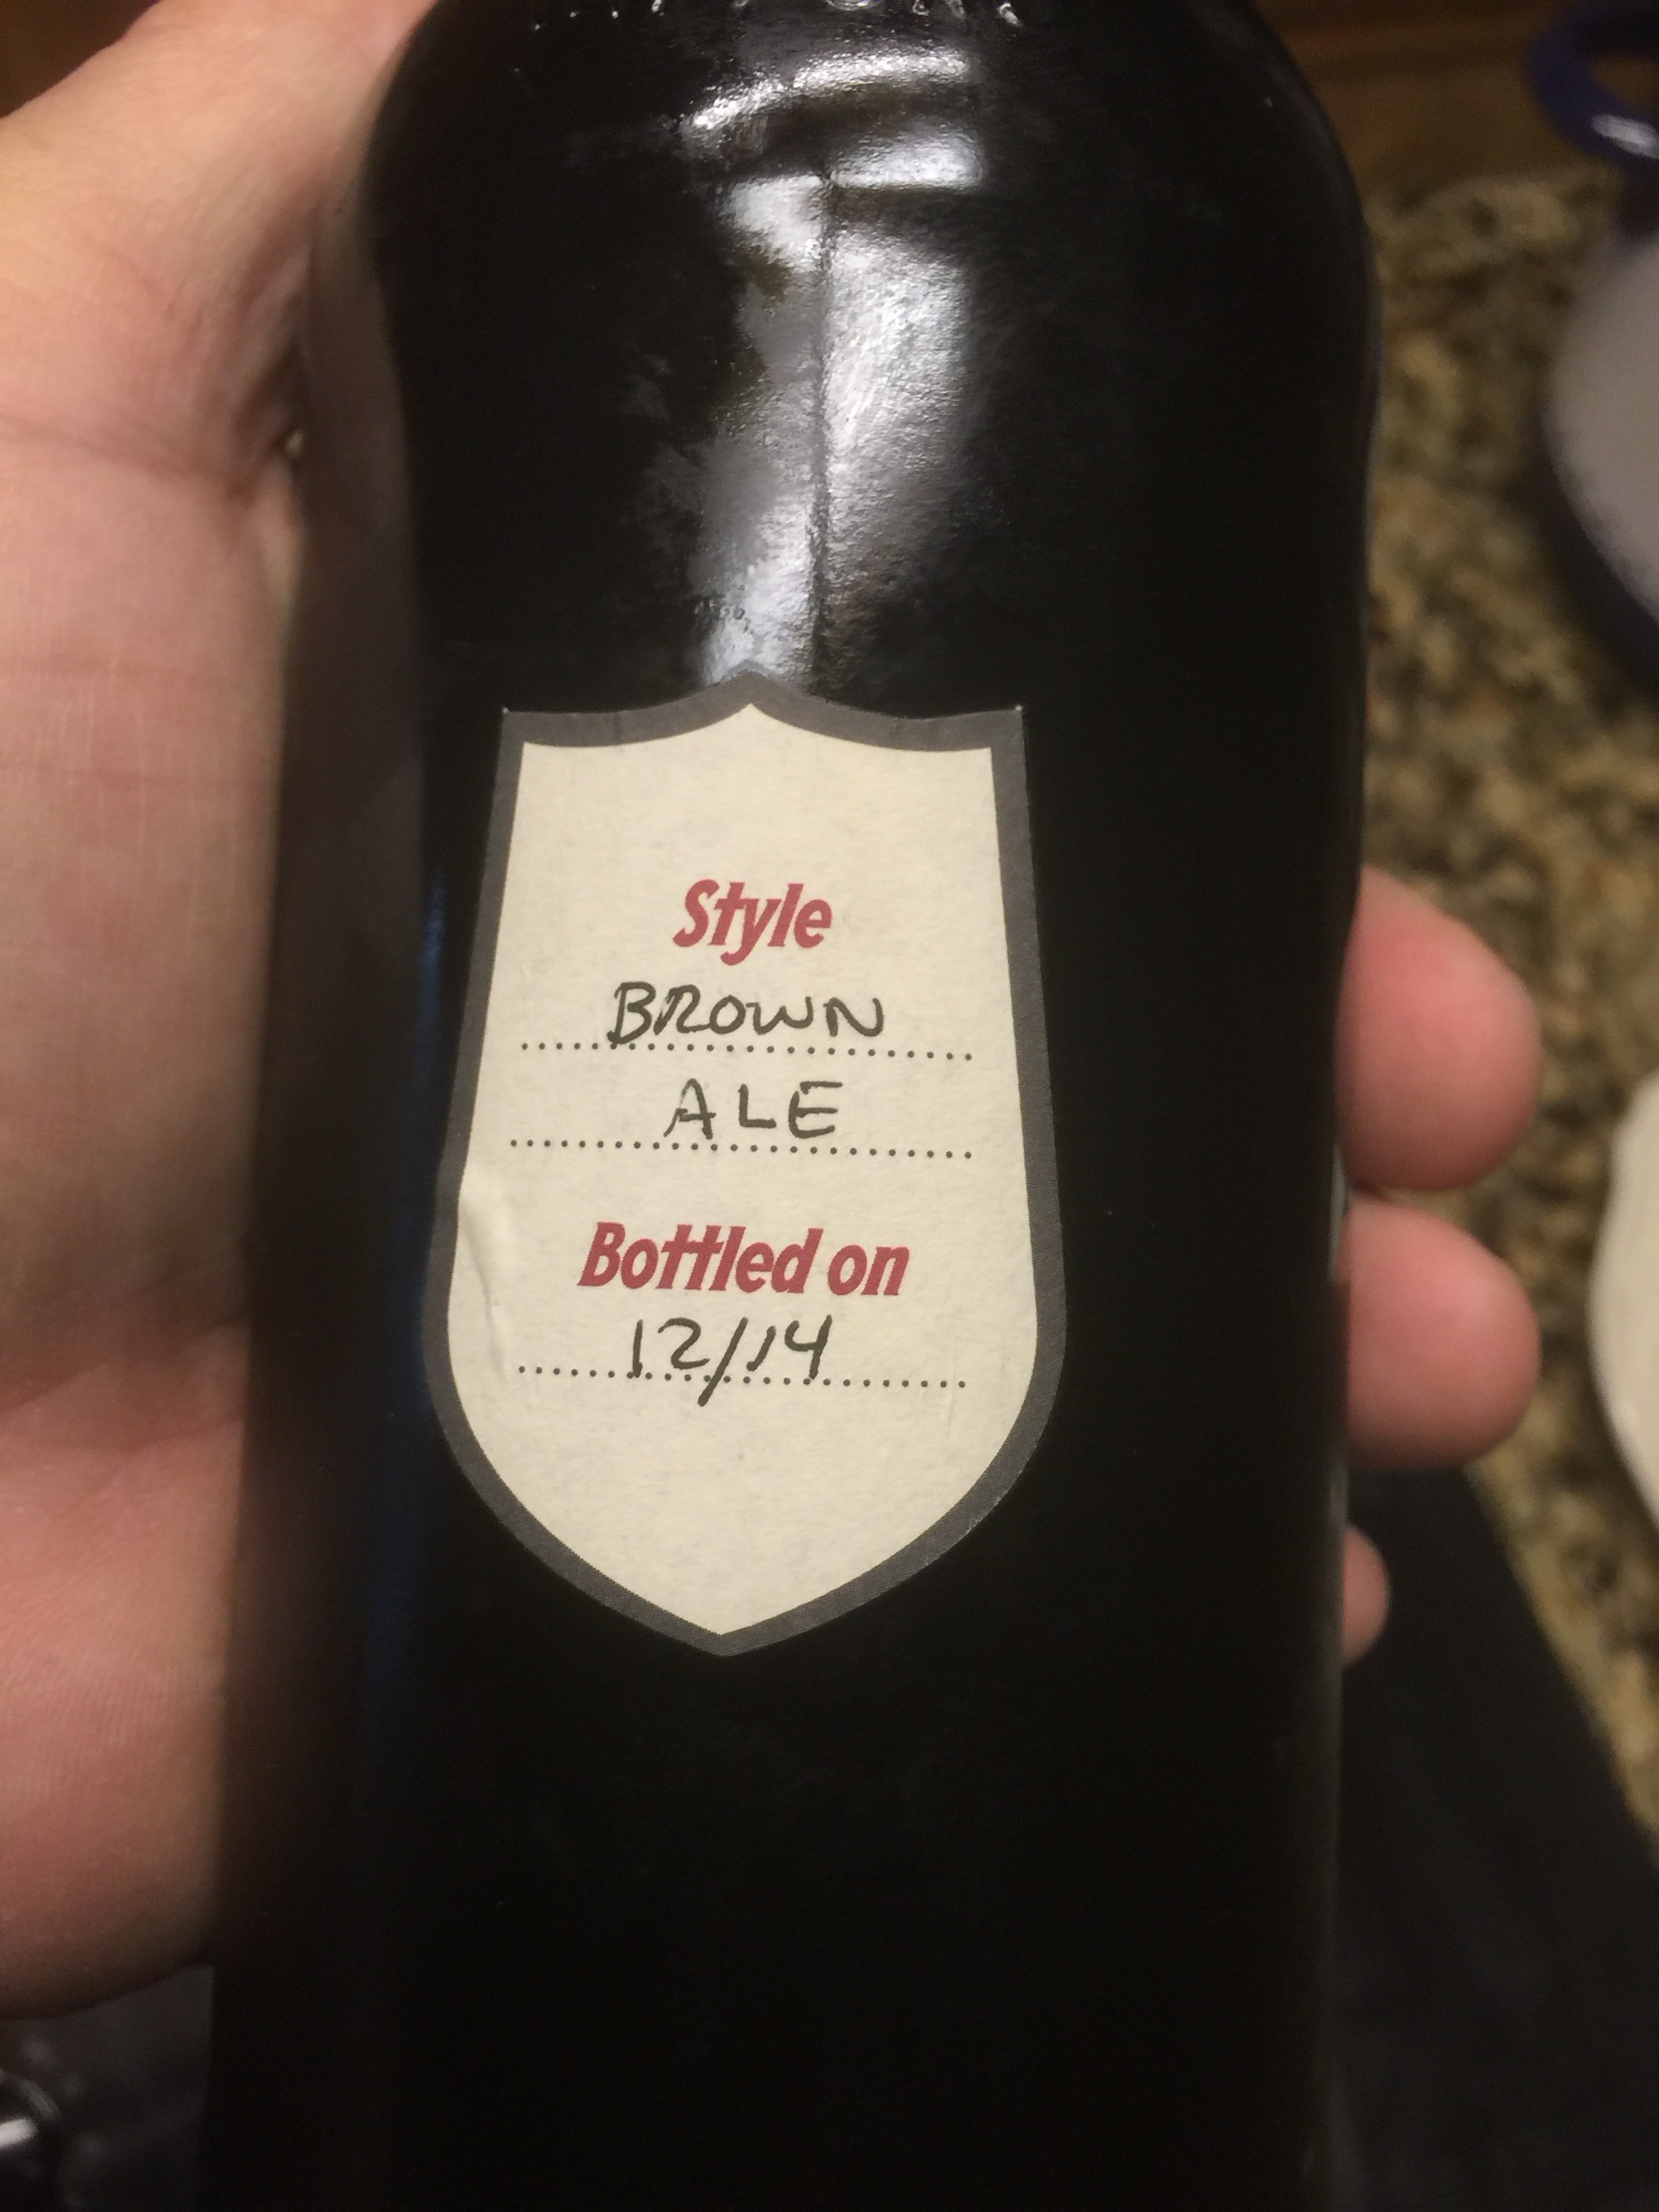 Style
BROWN
ALE
Bottled on
12/14